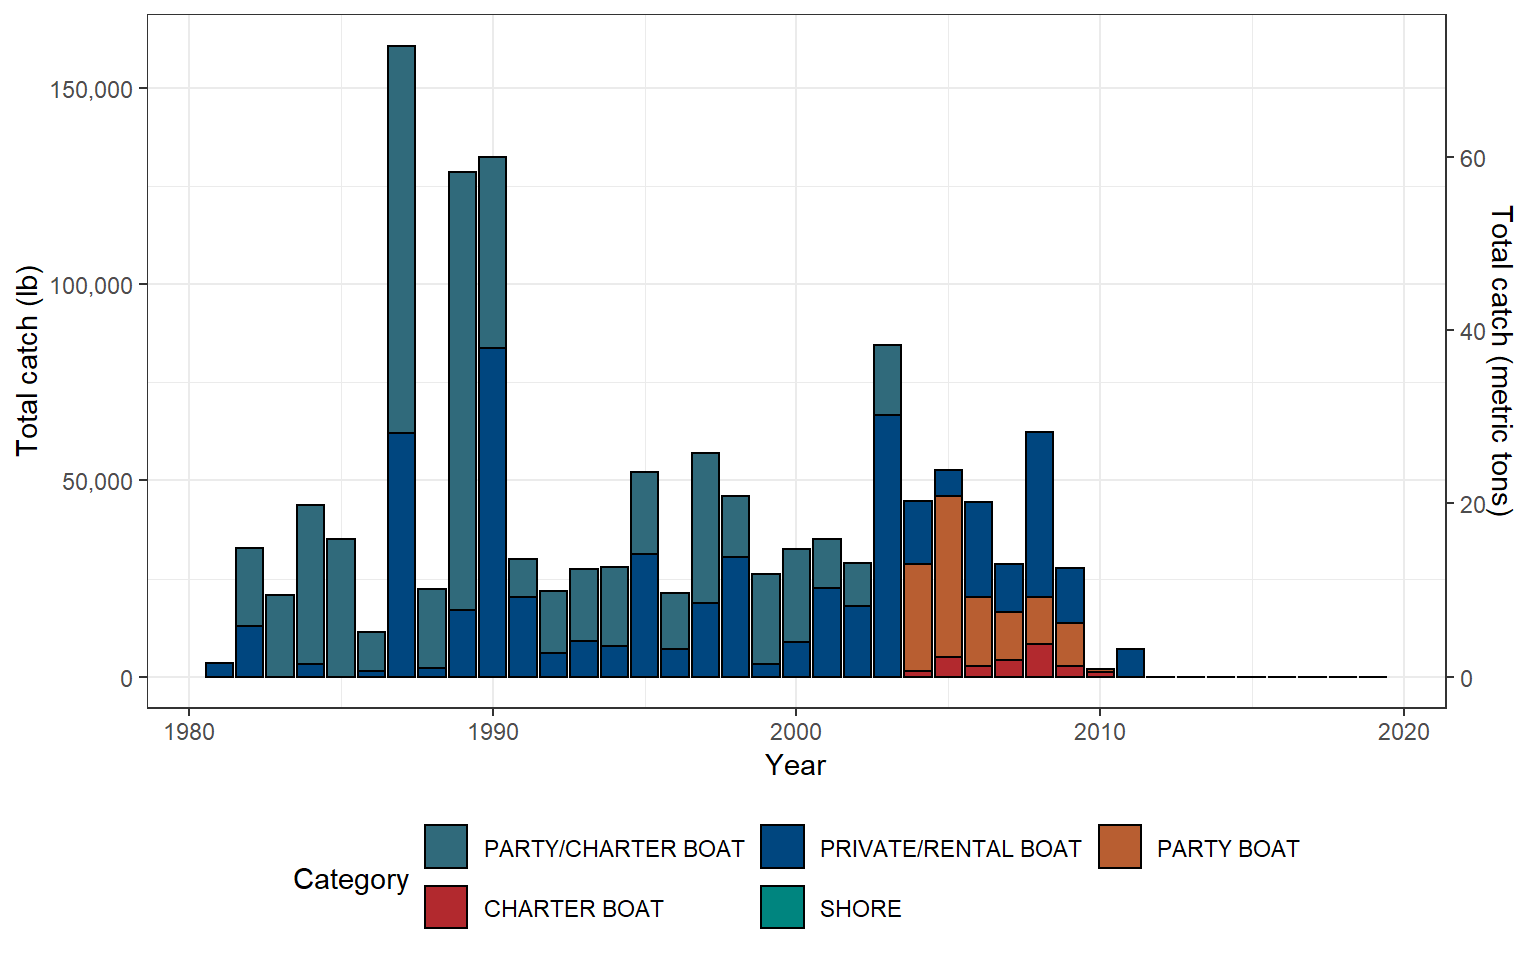 150,000
100,000
50,000
0
Total catch (lb)
60
40
20
0
Total catch (metric tons)
1980 1990 2000 2010 2020
Year
Category
PARTY/CHARTER BOAT PRIVATE/RENTAL BOAT PARTY BOAT
CHARTER BOAT SHORE